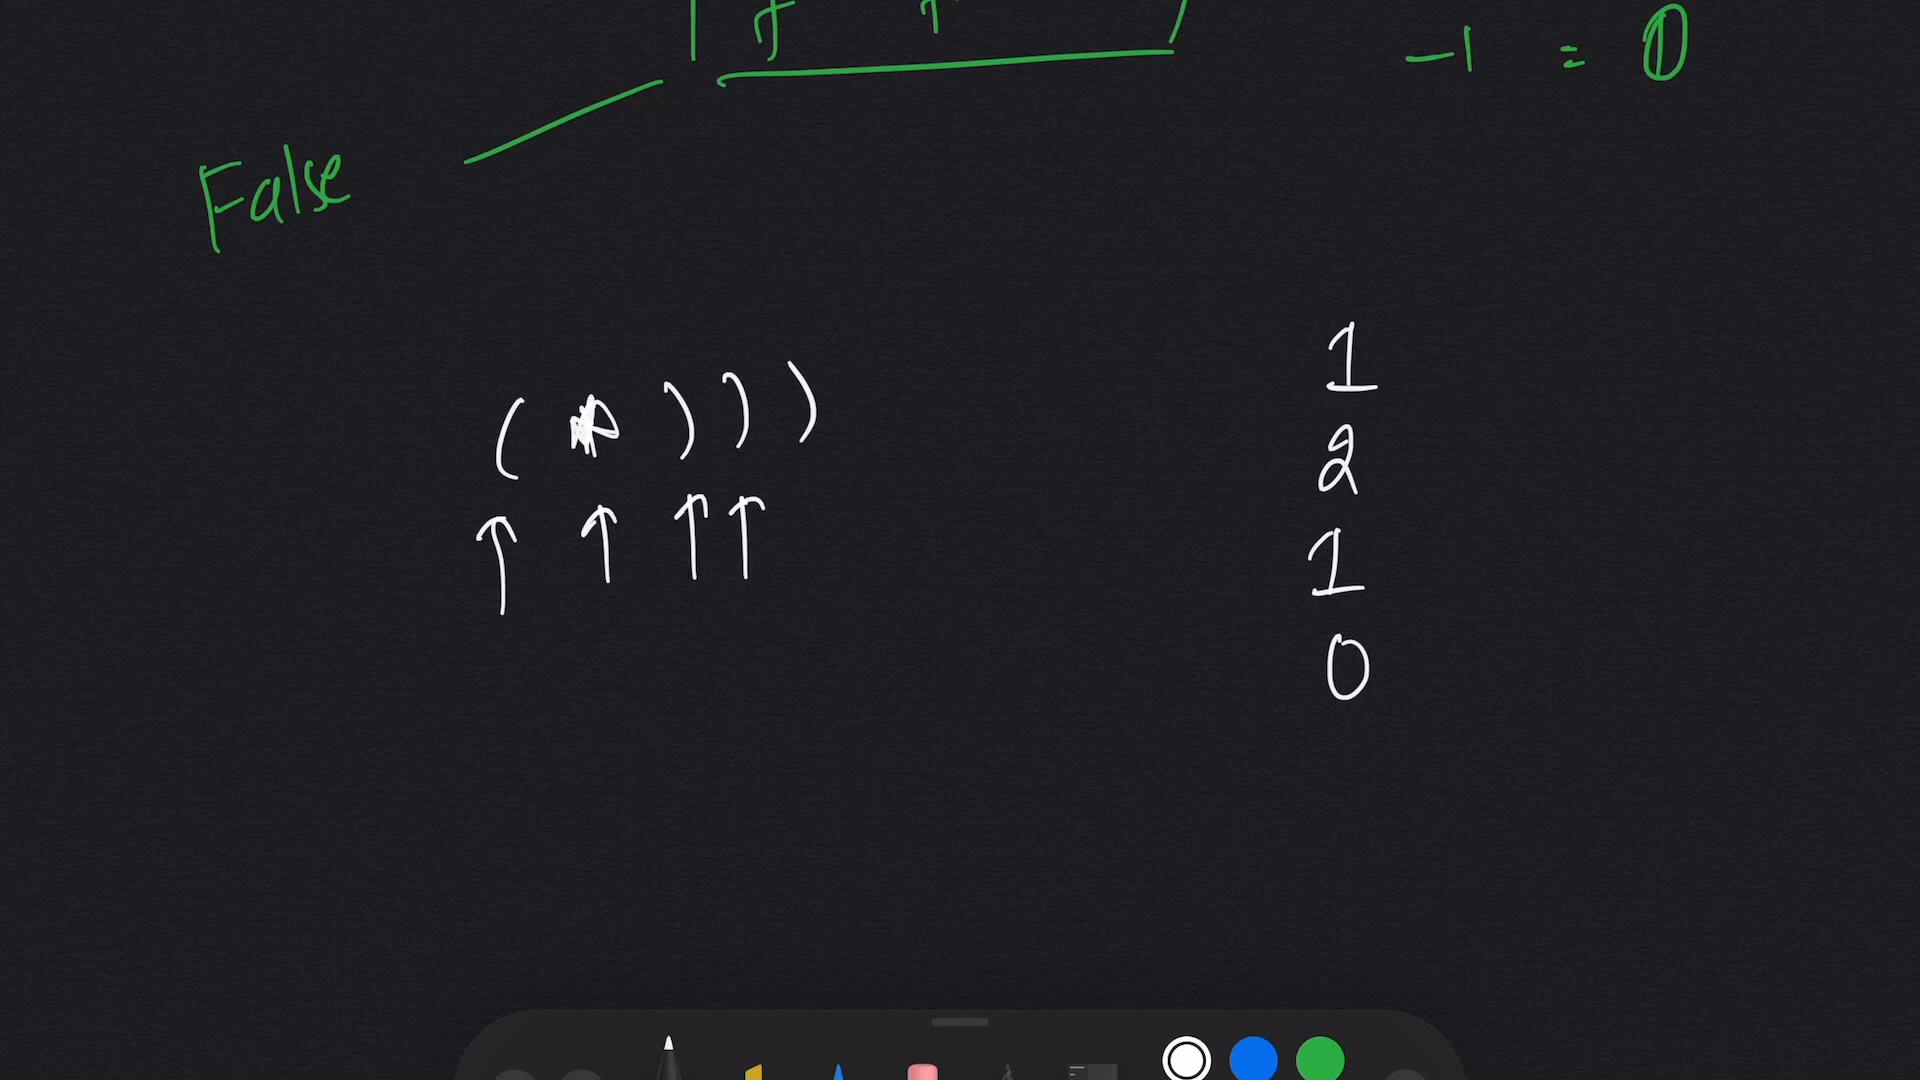 -1 = 0
False
( * ) ) )
↑ ↑ ↑ ↑
1
2
1
0